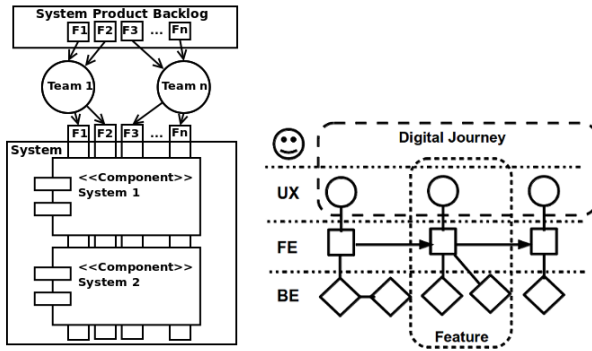 System Product Backlog
F1 F2 F3 ... Fn
Team 1 Team n
F1 F2 F3 ... Fn
System
<<Component>>
System 1
<<Component>>
System 2
Digital Journey
UX
FE
BE
Feature